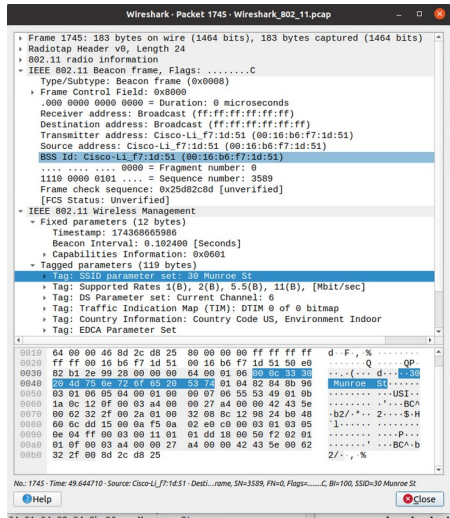 Wireshark · Packet 1745 · Wireshark_802_11.pcap
Frame 1745: 183 bytes on wire (1464 bits), 183 bytes captured (1464 bits)
Radiotap Header v0, Length 24
802.11 radio information
IEEE 802.11 Beacon frame, Flags: ........C
Type/Subtype: Beacon frame (0x0008)
Frame Control Field: 0x8000
.000 0000 0000 0000 = Duration: 0 microseconds
Receiver address: Broadcast (ff:ff:ff:ff:ff:ff)
Destination address: Broadcast (ff:ff:ff:ff:ff:ff)
Transmitter address: Cisco-Li_f7:1d:51 (00:16:b6:f7:1d:51)
Source address: Cisco-Li_f7:1d:51 (00:16:b6:f7:1d:51)
BSS Id: Cisco-Li_f7:1d:51 (00:16:b6:f7:1d:51)
.... .... .... 0000 = Fragment number: 0
1110 0000 0101 .... = Sequence number: 3589
Frame check sequence: 0x25d82c8d [unverified]
[FCS Status: Unverified]
IEEE 802.11 Wireless Management
Fixed parameters (12 bytes)
Timestamp: 174368665986
Beacon Interval: 0.102400 [Seconds]
Capabilities Information: 0x0601
Tagged parameters (119 bytes)
Tag: SSID parameter set: 30 Munroe St
Tag: Supported Rates 1(B), 2(B), 5.5(B), 11(B), [Mbit/sec]
Tag: DS Parameter set: Current Channel: 6
Tag: Traffic Indication Map (TIM): DTIM 0 of 0 bitmap
Tag: Country Information: Country Code US, Environment Indoor
Tag: EDCA Parameter Set
0010 64 00 00 46 8d 2c d8 25 80 00 00 00 ff ff ff ff d··F·,·% ········
0020 ff ff 00 16 b6 f7 1d 51 00 16 b6 f7 1d 51 50 e0 ·······Q ·····QP·
0030 82 b1 2e 99 28 00 00 00 64 00 01 06 00 0c 33 30 ··.·(··· d·····30
0040 20 4d 75 6e 72 6f 65 20 53 74 01 04 82 84 8b 96 Munroe St······
0050 03 01 06 05 04 00 01 00 00 07 06 55 53 49 01 0b ········ ···USI··
0060 1a 0c 12 0f 00 03 a4 00 00 27 a4 00 00 42 43 5e ········ ·'···BC^
0070 00 62 32 2f 00 2a 01 00 32 08 8c 12 98 24 b0 48 ·b2/·*·· 2····$·H
0080 60 6c dd 15 00 0f a5 0a 02 e0 c0 00 03 01 03 05 `l······ ········
0090 0e 04 ff 00 03 00 11 01 01 dd 18 00 50 f2 02 01 ········ ····P···
00a0 01 0f 00 03 a4 00 00 27 a4 00 00 42 43 5e 00 62 ·······' ···BC^·b
00b0 32 2f 00 8d 2c d8 25 2/··,·%
No.: 1745 · Time: 49.644710 · Source: Cisco-Li_f7:1d:51 · Desti...rame, SN=3589, FN=0, Flags=........C, BI=100, SSID=30 Munroe St
Help
Close